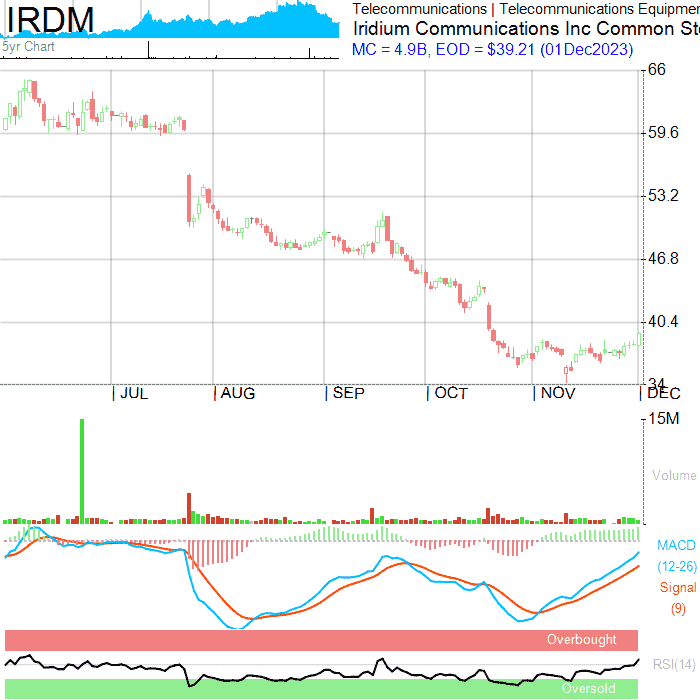 IRDM
5yr Chart
Telecommunications | Telecommunications Equipmen
Iridium Communications Inc Common Sto
MC = 4.9B, EOD = $39.21 (01Dec2023)
66
59.6
53.2
46.8
40.4
34
| JUL | AUG | SEP | OCT | NOV | DEC
15M
Volume
MACD
(12-26)
Signal
(9)
Overbought
RSI(14)
Oversold